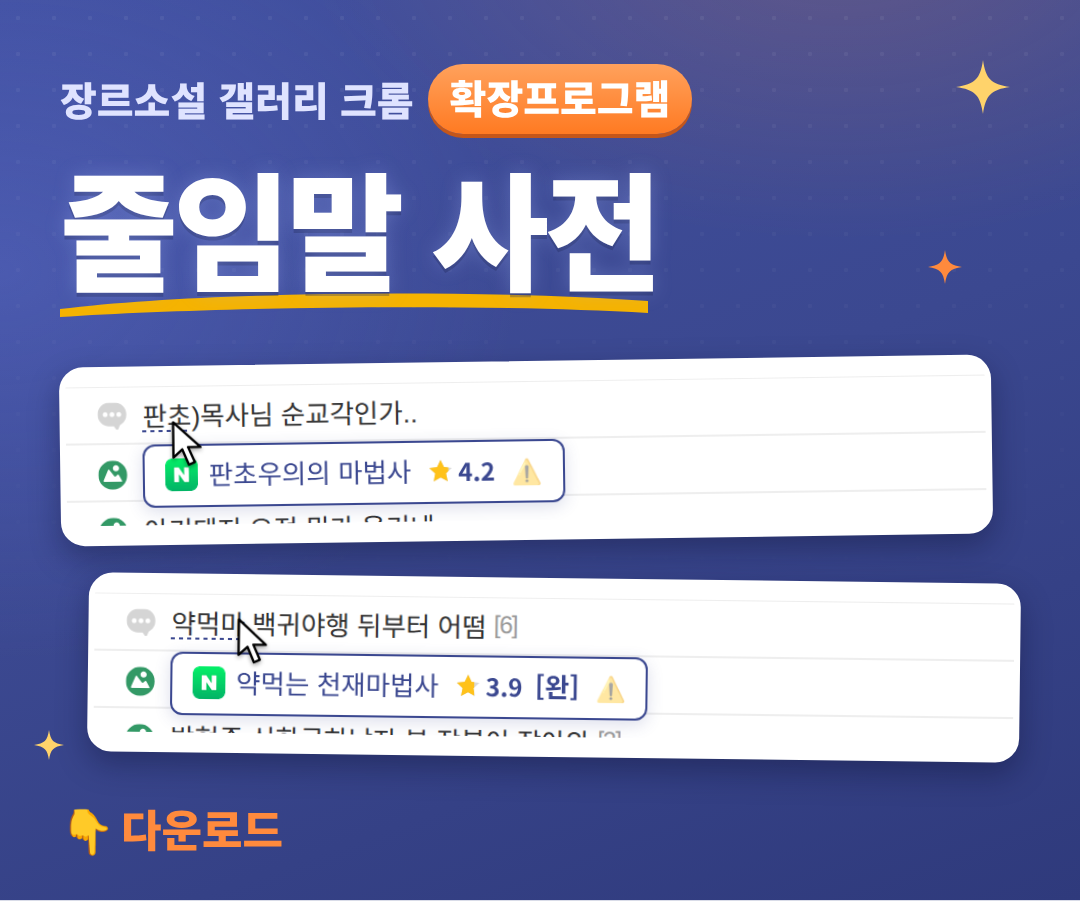 장르소설 갤러리 크롬 확장프로그램
줄임말 사전
판초)목사님 순교각인가..
N 판초우의의 마법사 4.2
약먹마 백귀야행 뒤부터 어떰 [6]
N 약먹는 천재마법사 3.9 [완]
다운로드